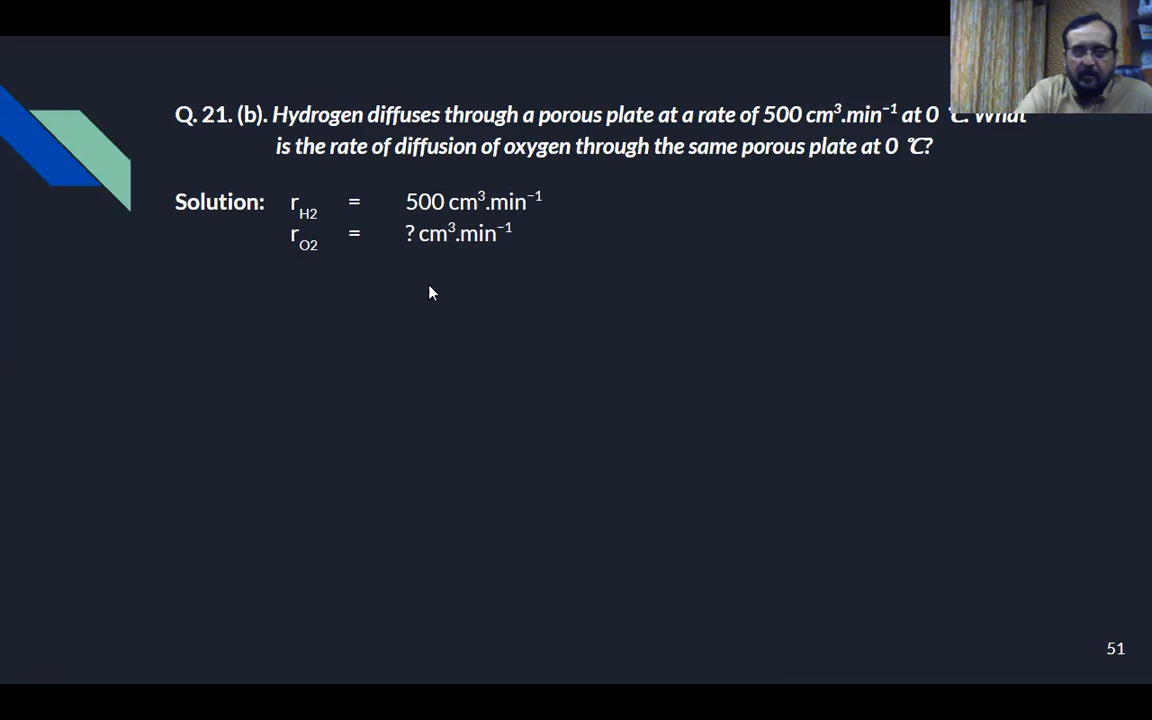 Q. 21. (b). Hydrogen diffuses through a porous plate at a rate of 500 cm³.min⁻¹ at 0 ℃. What
is the rate of diffusion of oxygen through the same porous plate at 0 ℃?
Solution: r_H2 = 500 cm³.min⁻¹
r_O2 = ? cm³.min⁻¹
51